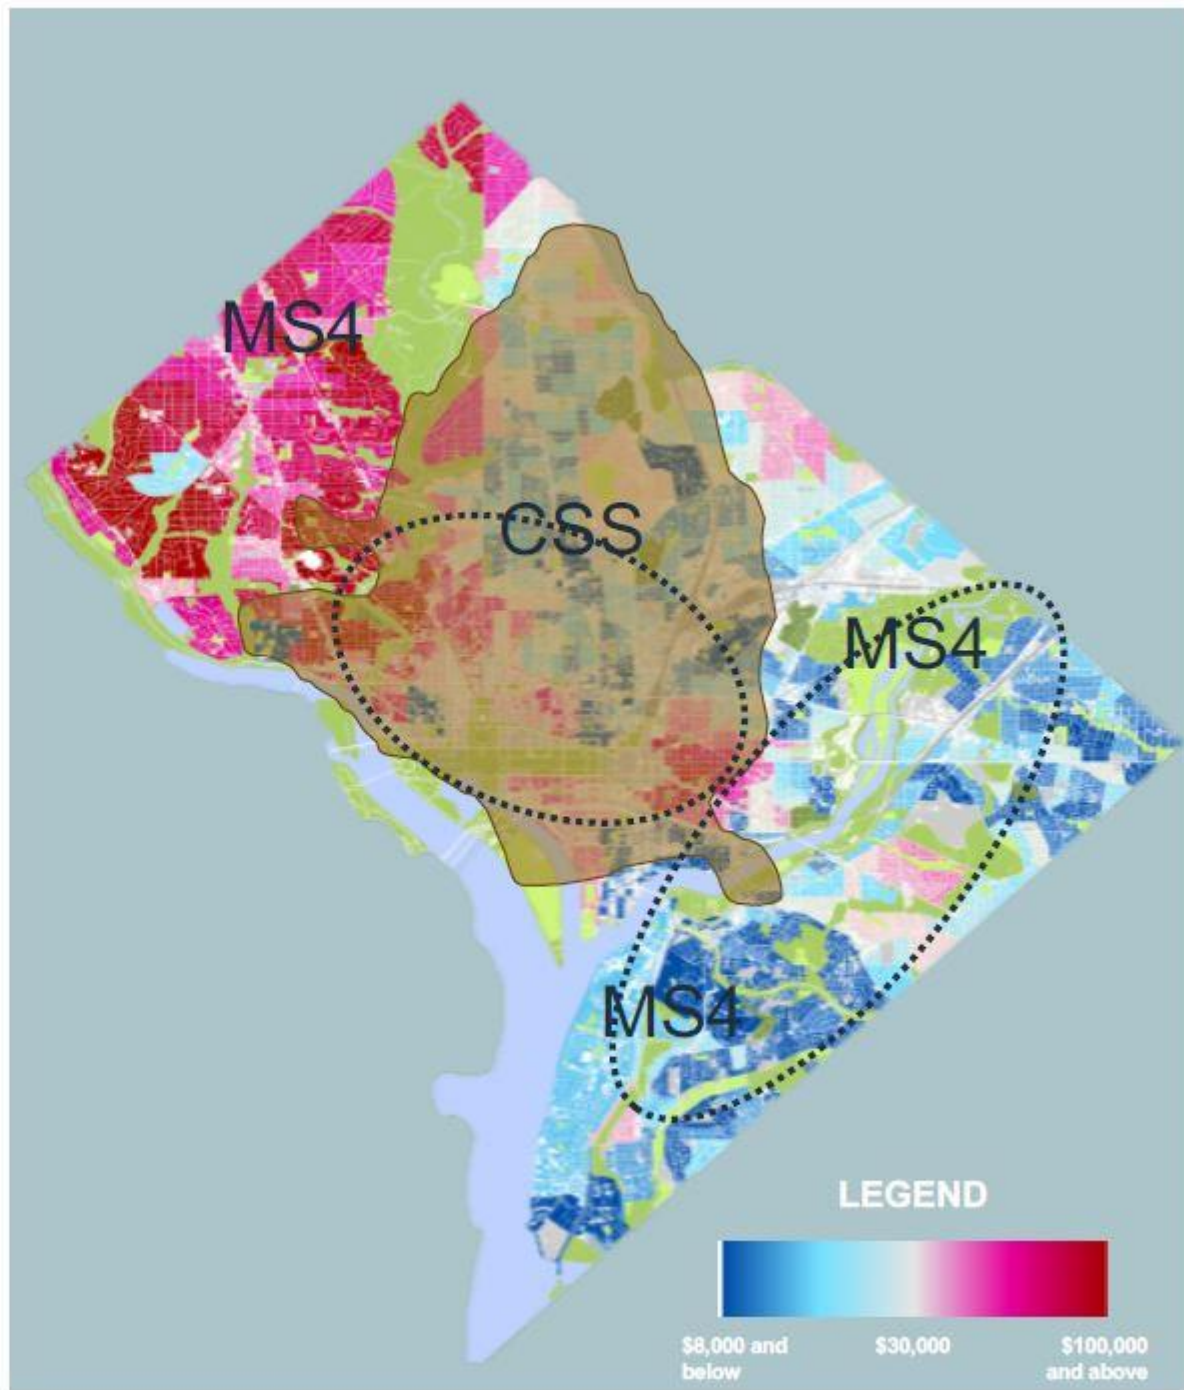 MS4
CSS
MS4
MS4
LEGEND
$8,000 and below
$30,000
$100,000 and above